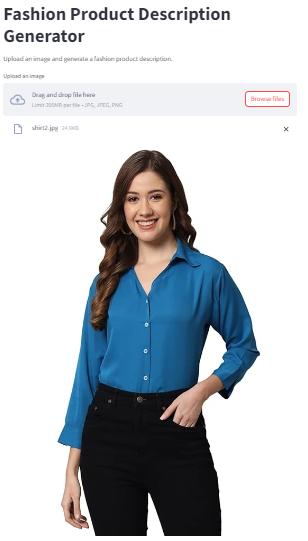 Fashion Product Description
Generator
Upload an image and generate a fashion product description.
Upload an image
Drag and drop file here
Limit 200MB per file • JPG, JPEG, PNG
Browse files
shirt2.jpg 24.9KB